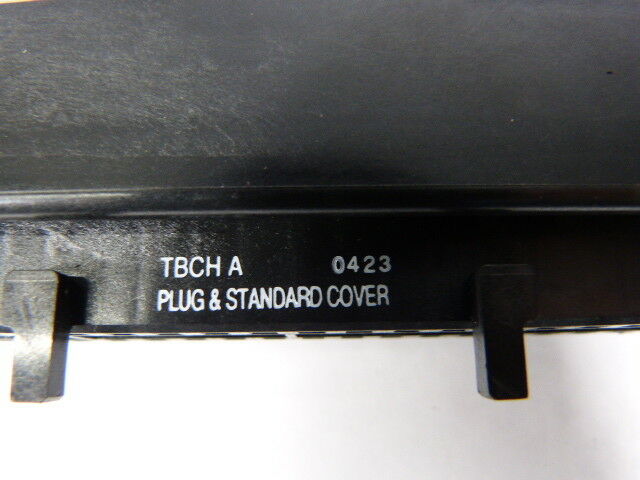 TBCH A 0423
PLUG & STANDARD COVER